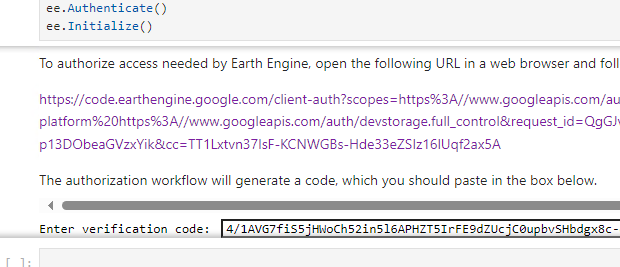 ee.Authenticate()
ee.Initialize()
To authorize access needed by Earth Engine, open the following URL in a web browser and foll
https://code.earthengine.google.com/client-auth?scopes=https%3A//www.googleapis.com/au
platform%20https%3A//www.googleapis.com/auth/devstorage.full_control&request_id=QgGJv
p13DObeaGVzxYik&cc=TT1Lxtvn37IsF-KCNWGBs-Hde33eZSIz16lUqf2ax5A
The authorization workflow will generate a code, which you should paste in the box below.
Enter verification code: 4/1AVG7fiS5jHWoCh52in5l6APHZT5IrFE9dZUcjC0upbvSHbdgx8c-
[ ]: